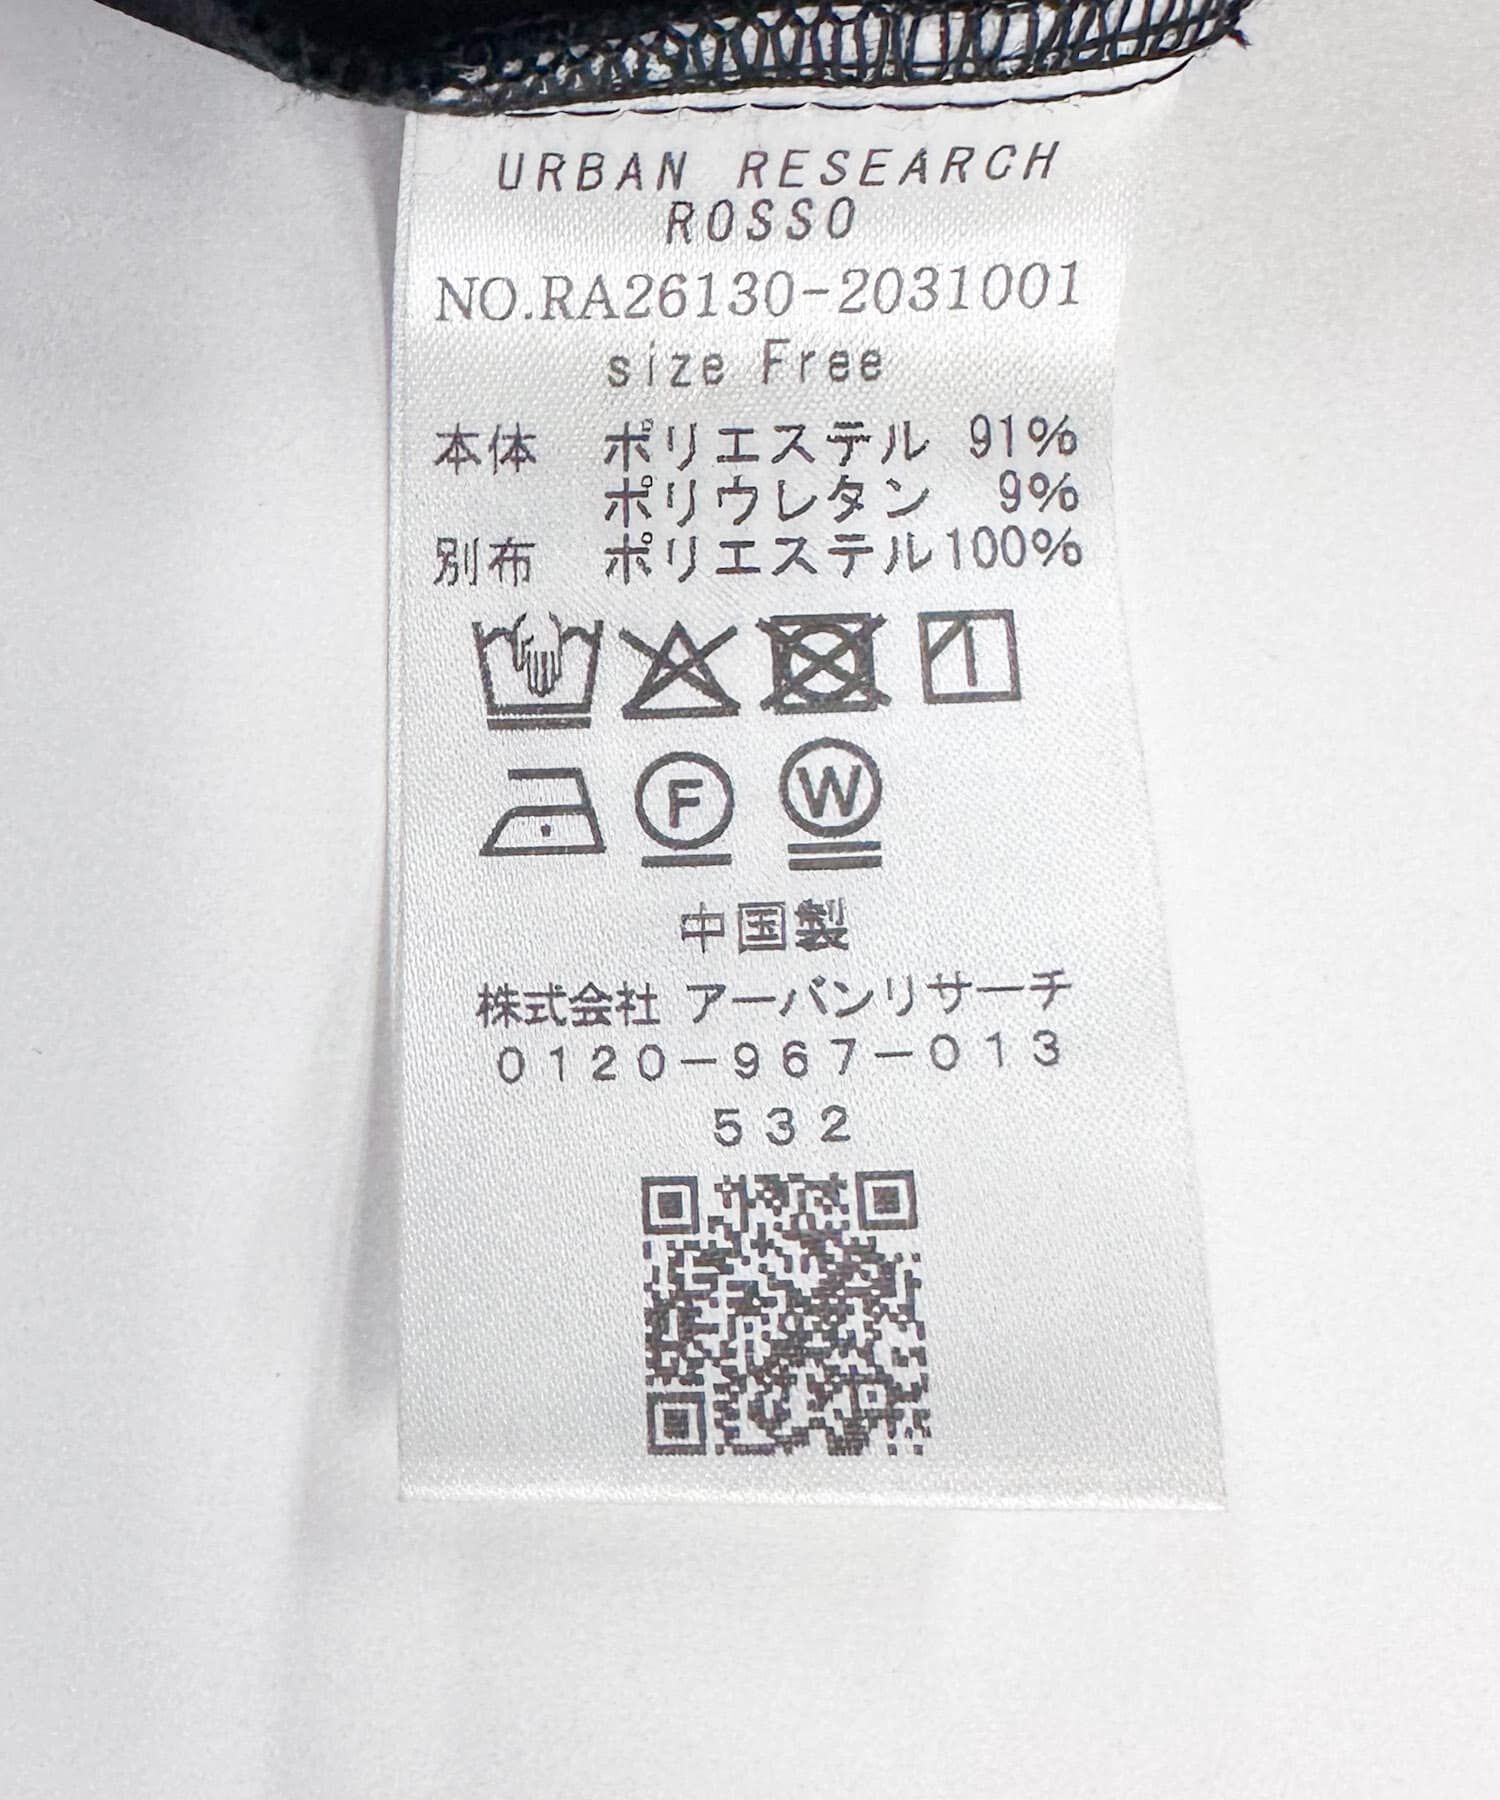 URBAN RESEARCH
ROSSO
NO.RA26130-2031001
size Free
本体 ポリエステル 91%
ポリウレタン 9%
別布 ポリエステル100%
F W
中国製
株式会社 アーバンリサーチ
0120-967-013
532